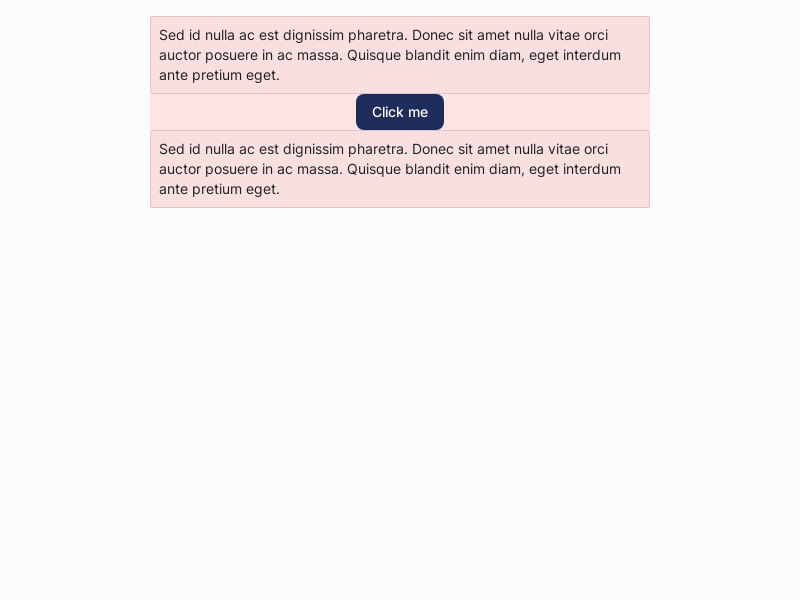 Sed id nulla ac est dignissim pharetra. Donec sit amet nulla vitae orci
auctor posuere in ac massa. Quisque blandit enim diam, eget interdum
ante pretium eget.
Click me
Sed id nulla ac est dignissim pharetra. Donec sit amet nulla vitae orci
auctor posuere in ac massa. Quisque blandit enim diam, eget interdum
ante pretium eget.